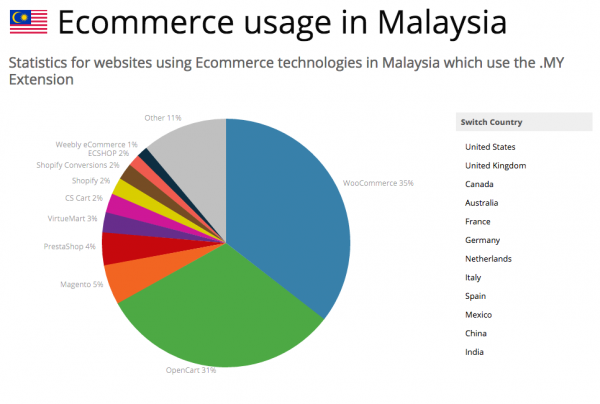 Ecommerce usage in Malaysia
Statistics for websites using Ecommerce technologies in Malaysia which use the .MY
Extension
Other 11%
Weebly eCommerce 1%
ECSHOP 2%
Shopify Conversions 2%
Shopify 2%
CS Cart 2%
VirtueMart 3%
PrestaShop 4%
Magento 5%
OpenCart 31%
WooCommerce 35%
Switch Country
United States
United Kingdom
Canada
Australia
France
Germany
Netherlands
Italy
Spain
Mexico
China
India